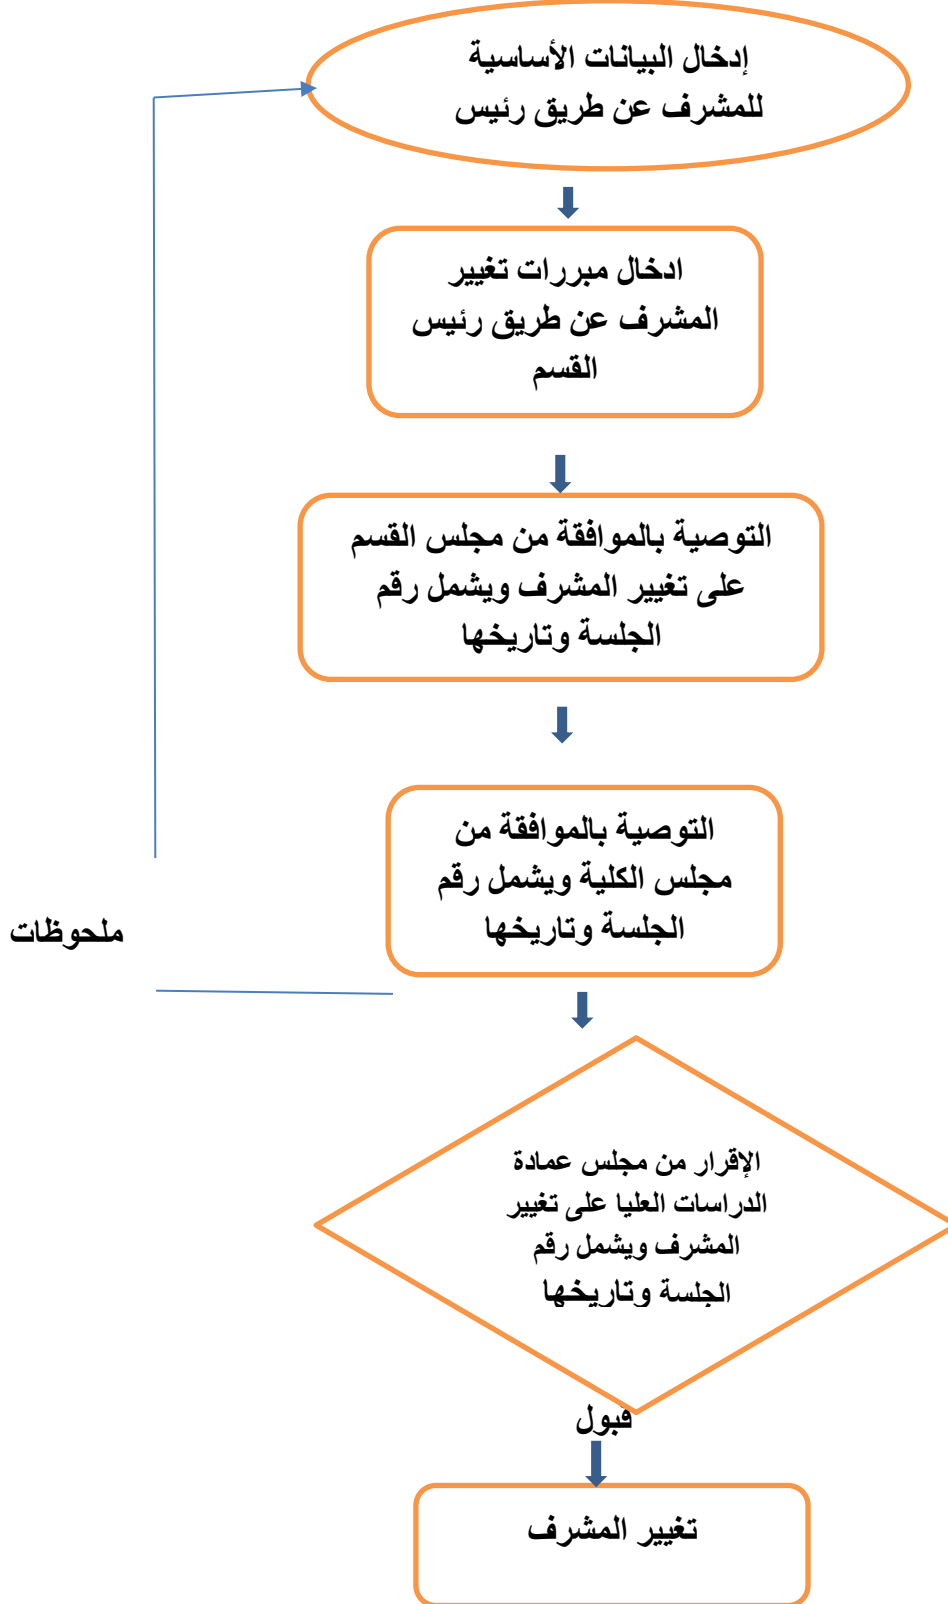 إدخال البيانات الأساسية
للمشرف عن طريق رئيس
ادخال مبررات تغيير
المشرف عن طريق رئيس
القسم
التوصية بالموافقة من مجلس القسم
على تغيير المشرف ويشمل رقم
الجلسة وتاريخها
التوصية بالموافقة من
مجلس الكلية ويشمل رقم
الجلسة وتاريخها
ملحوظات
الإقرار من مجلس عمادة
الدراسات العليا على تغيير
المشرف ويشمل رقم
الجلسة وتاريخها
قبول
تغيير المشرف